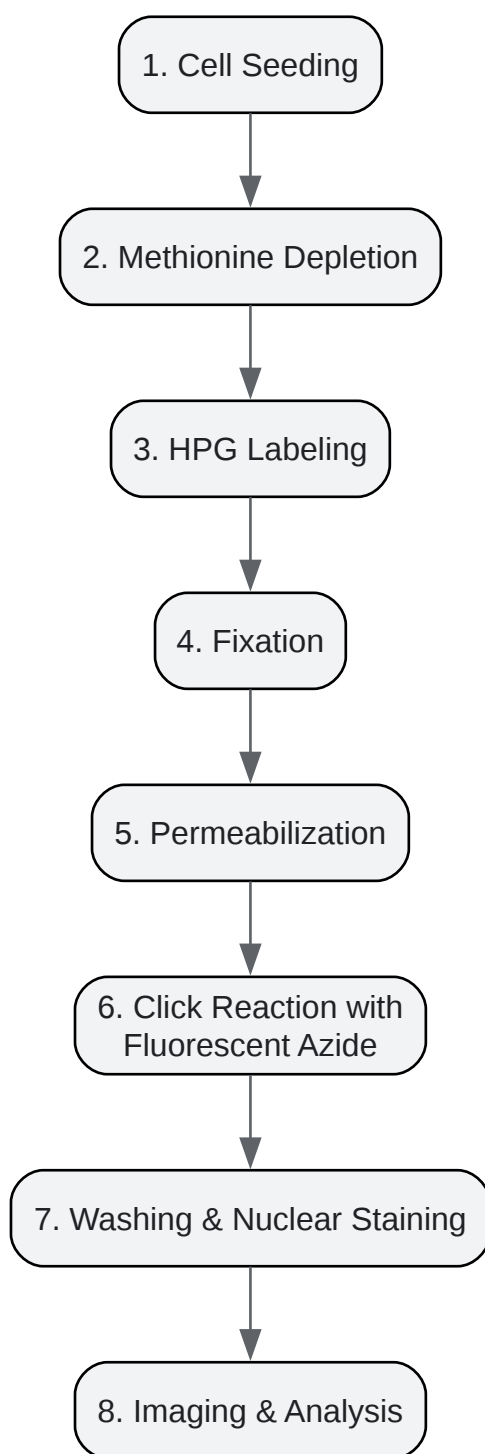 1. Cell Seeding
2. Methionine Depletion
3. HPG Labeling
4. Fixation
5. Permeabilization
6. Click Reaction with
Fluorescent Azide
7. Washing & Nuclear Staining
8. Imaging & Analysis